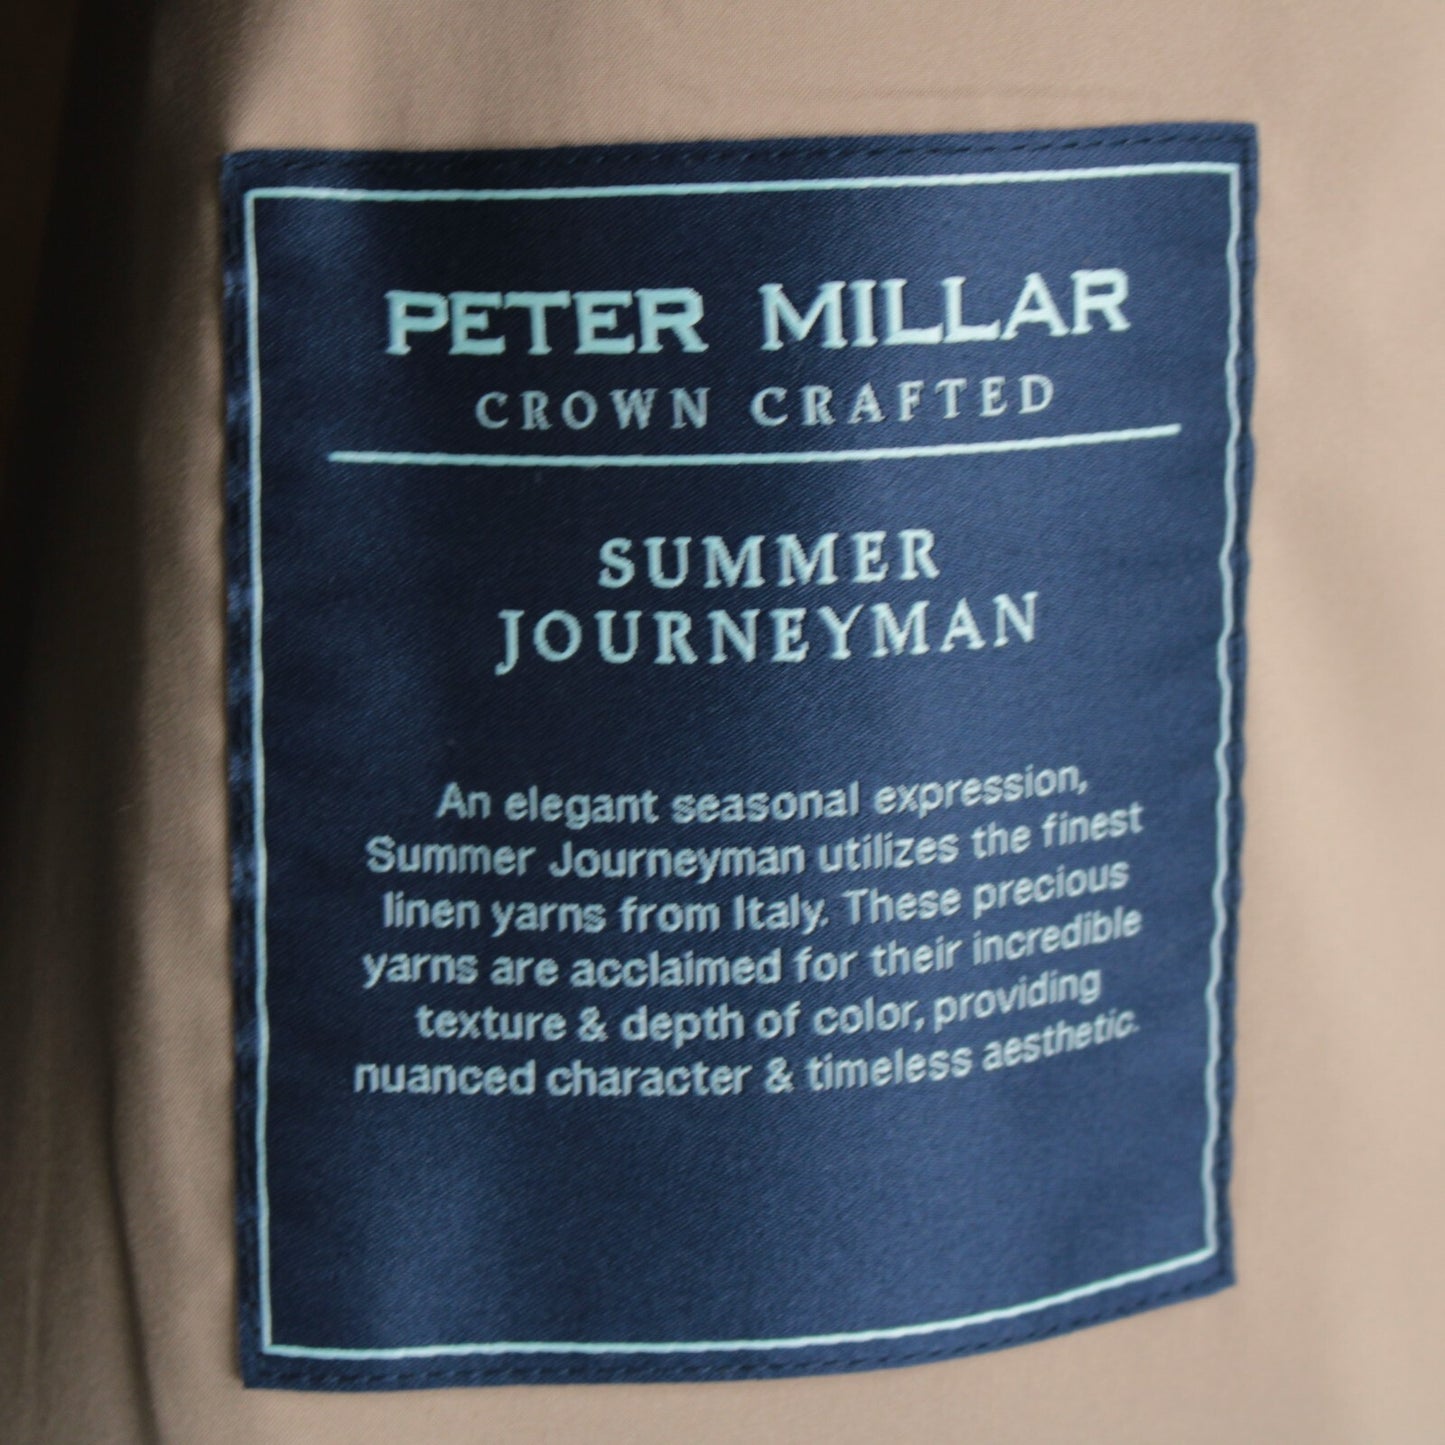 PETER MILLAR
CROWN CRAFTED
SUMMER
JOURNEYMAN
An elegant seasonal expression,
Summer Journeyman utilizes the finest
linen yarns from Italy. These precious
yarns are acclaimed for their incredible
texture & depth of color, providing
nuanced character & timeless aesthetic.